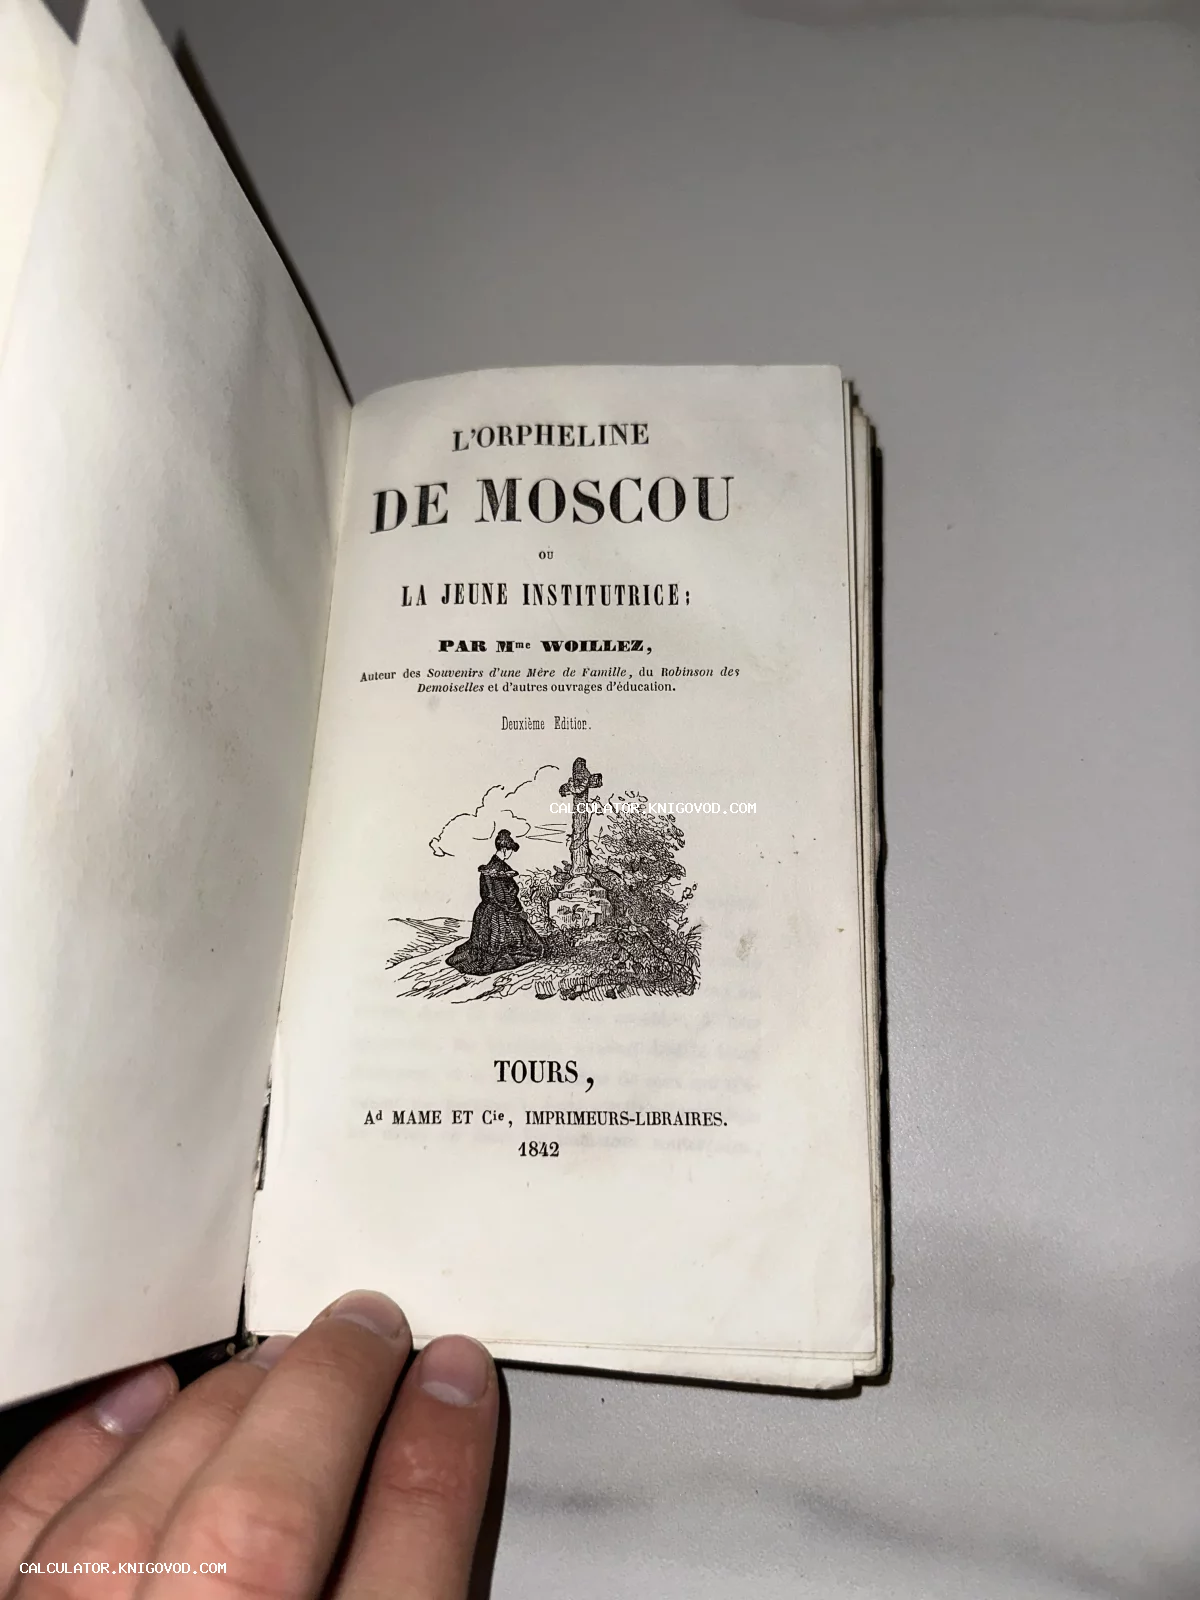 L'ORPHELINE
DE MOSCOU
OU
LA JEUNE INSTITUTRICE;
PAR Mme WOILLEZ,
Auteur des Souvenirs d'une Mère de Famille, du Robinson des
Demoiselles et d'autres ouvrages d'éducation.
Deuxième Edition.
CALCULATOR.KNIGOVOD.COM
TOURS,
Ad MAME ET Cie, IMPRIMEURS-LIBRAIRES.
1842
CALCULATOR.KNIGOVOD.COM